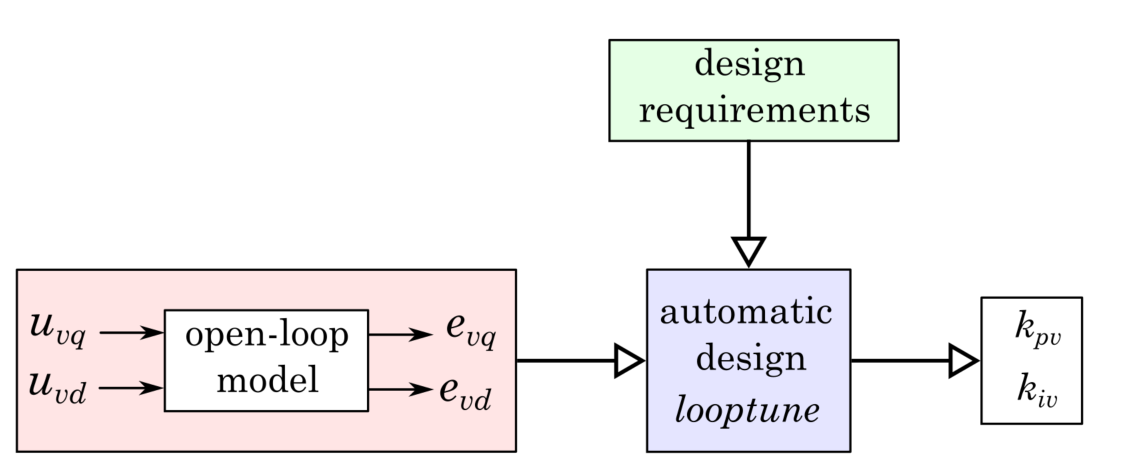 design
requirements
u_vq
open-loop
e_vq
u_vd
model
e_vd
automatic
design
looptune
k_pv
k_iv